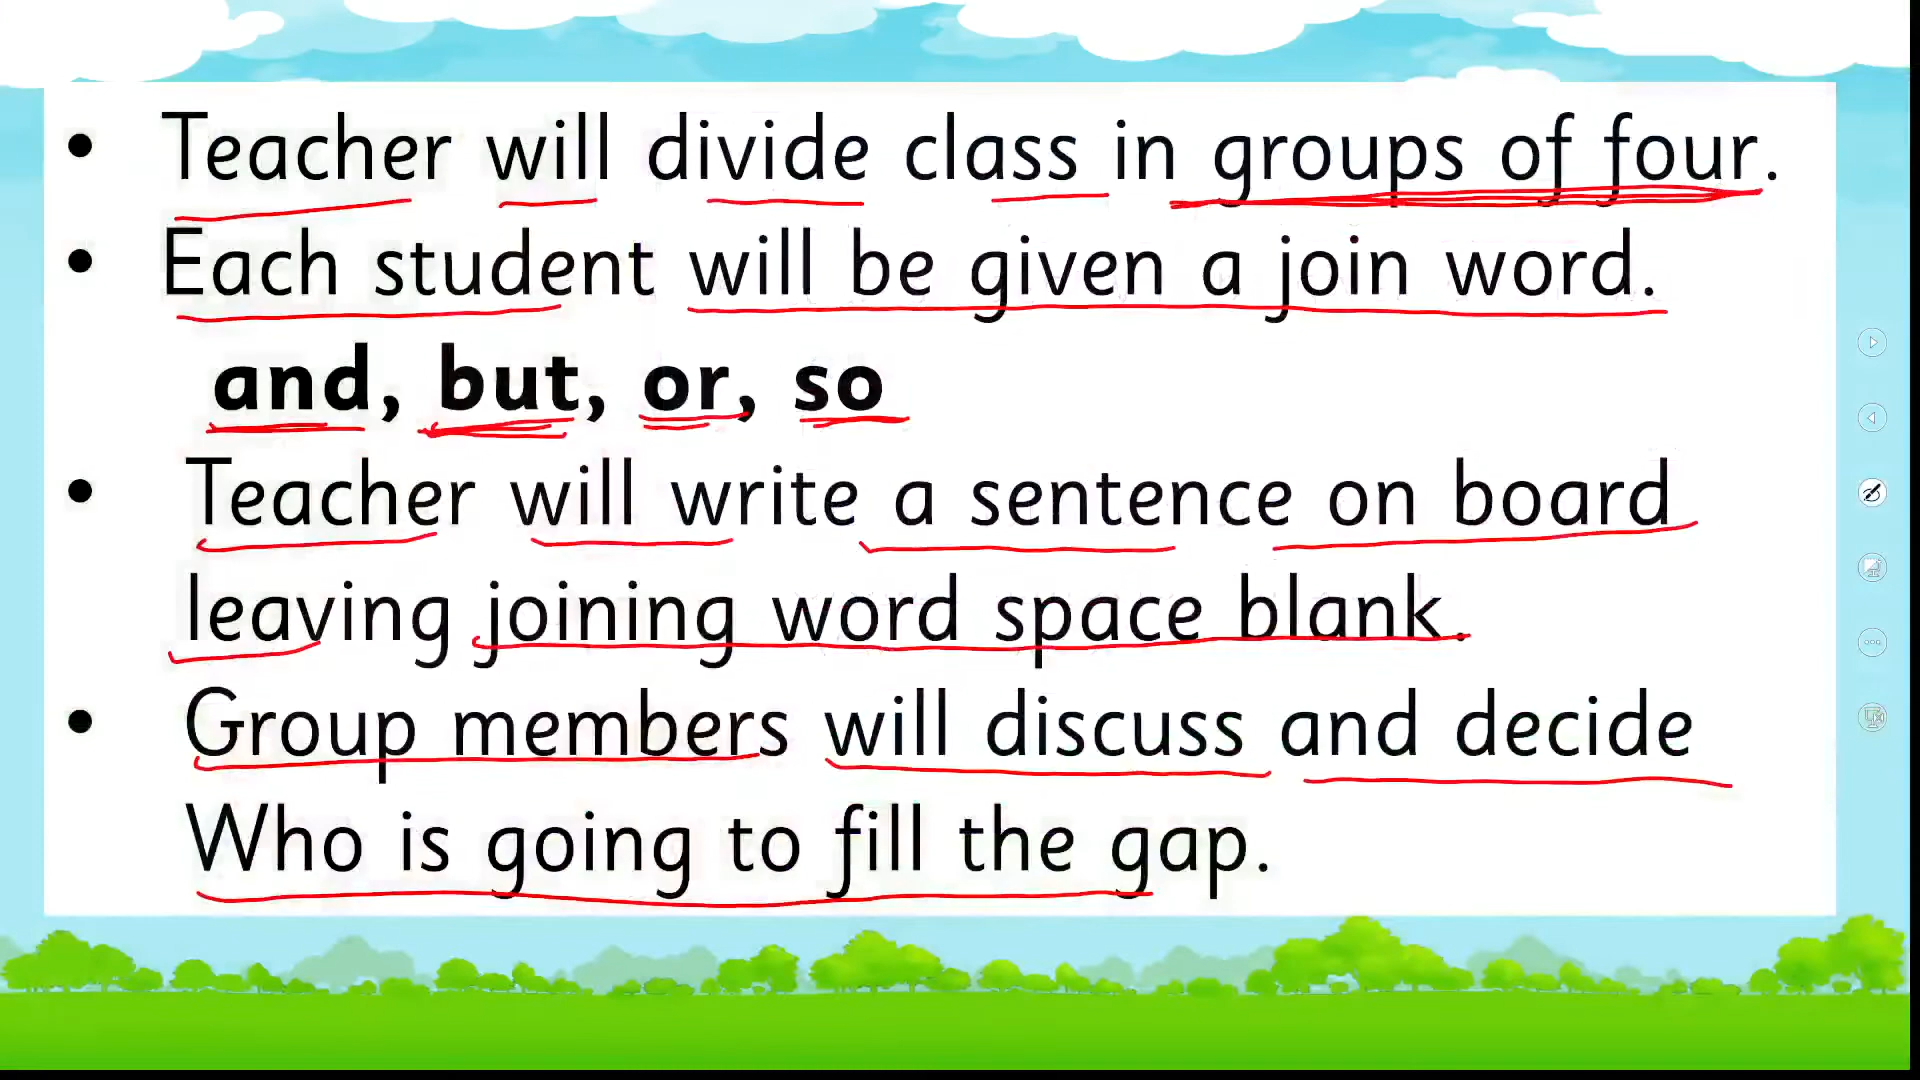 • Teacher will divide class in groups of four.
• Each student will be given a join word.
and, but, or, so
• Teacher will write a sentence on board
leaving joining word space blank.
• Group members will discuss and decide
Who is going to fill the gap.